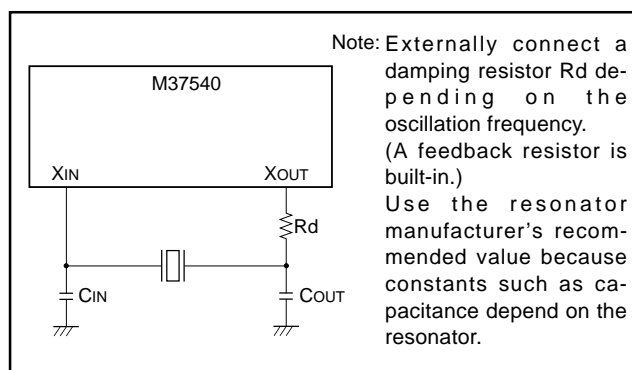 Note: Externally connect a
damping resistor Rd de-
pending on the
oscillation frequency.
(A feedback resistor is
built-in.)
Use the resonator
manufacturer's recom-
mended value because
constants such as ca-
pacitance depend on the
resonator.
M37540
XIN XOUT
Rd
CIN COUT